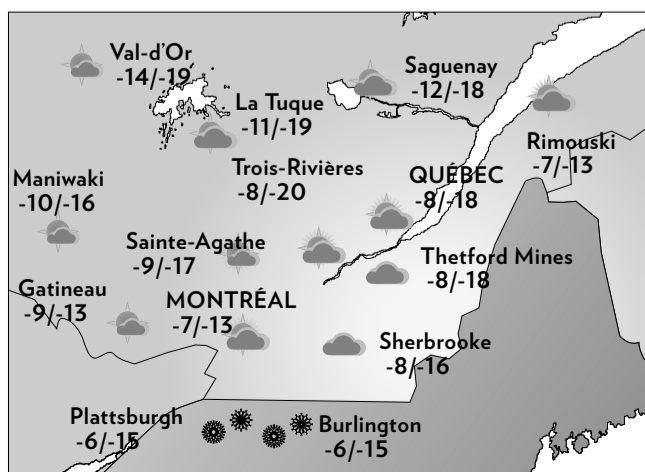 Val-d'Or
-14/-19
Saguenay
-12/-18
La Tuque
-11/-19
Rimouski
-7/-13
Trois-Rivières
-8/-20
QUÉBEC
-8/-18
Maniwaki
-10/-16
Sainte-Agathe
-9/-17
Thetford Mines
-8/-18
Gatineau
-9/-13
MONTRÉAL
-7/-13
Sherbrooke
-8/-16
Plattsburgh
-6/-15
Burlington
-6/-15